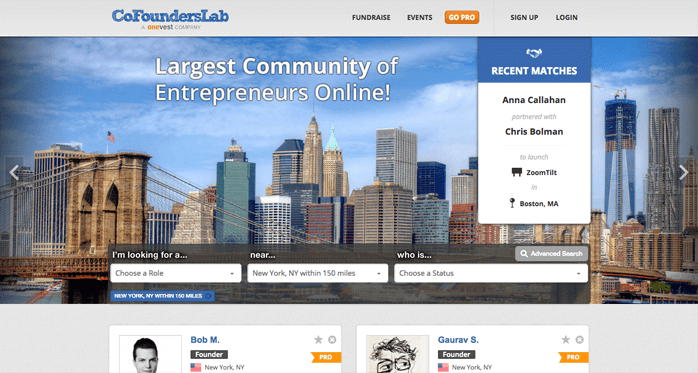 CoFoundersLab
A onevest COMPANY
FUNDRAISE
EVENTS
GO PRO
SIGN UP
LOGIN
Largest Community of
Entrepreneurs Online!
RECENT MATCHES
Anna Callahan
partnered with
Chris Bolman
to launch
ZoomTilt
in
Boston, MA
I'm looking for a...
near...
who is...
Advanced Search
Choose a Role
New York, NY within 150 miles
Choose a Status
NEW YORK, NY WITHIN 150 MILES
Bob M.
Founder
PRO
New York, NY
Gaurav S.
Founder
PRO
New York, NY